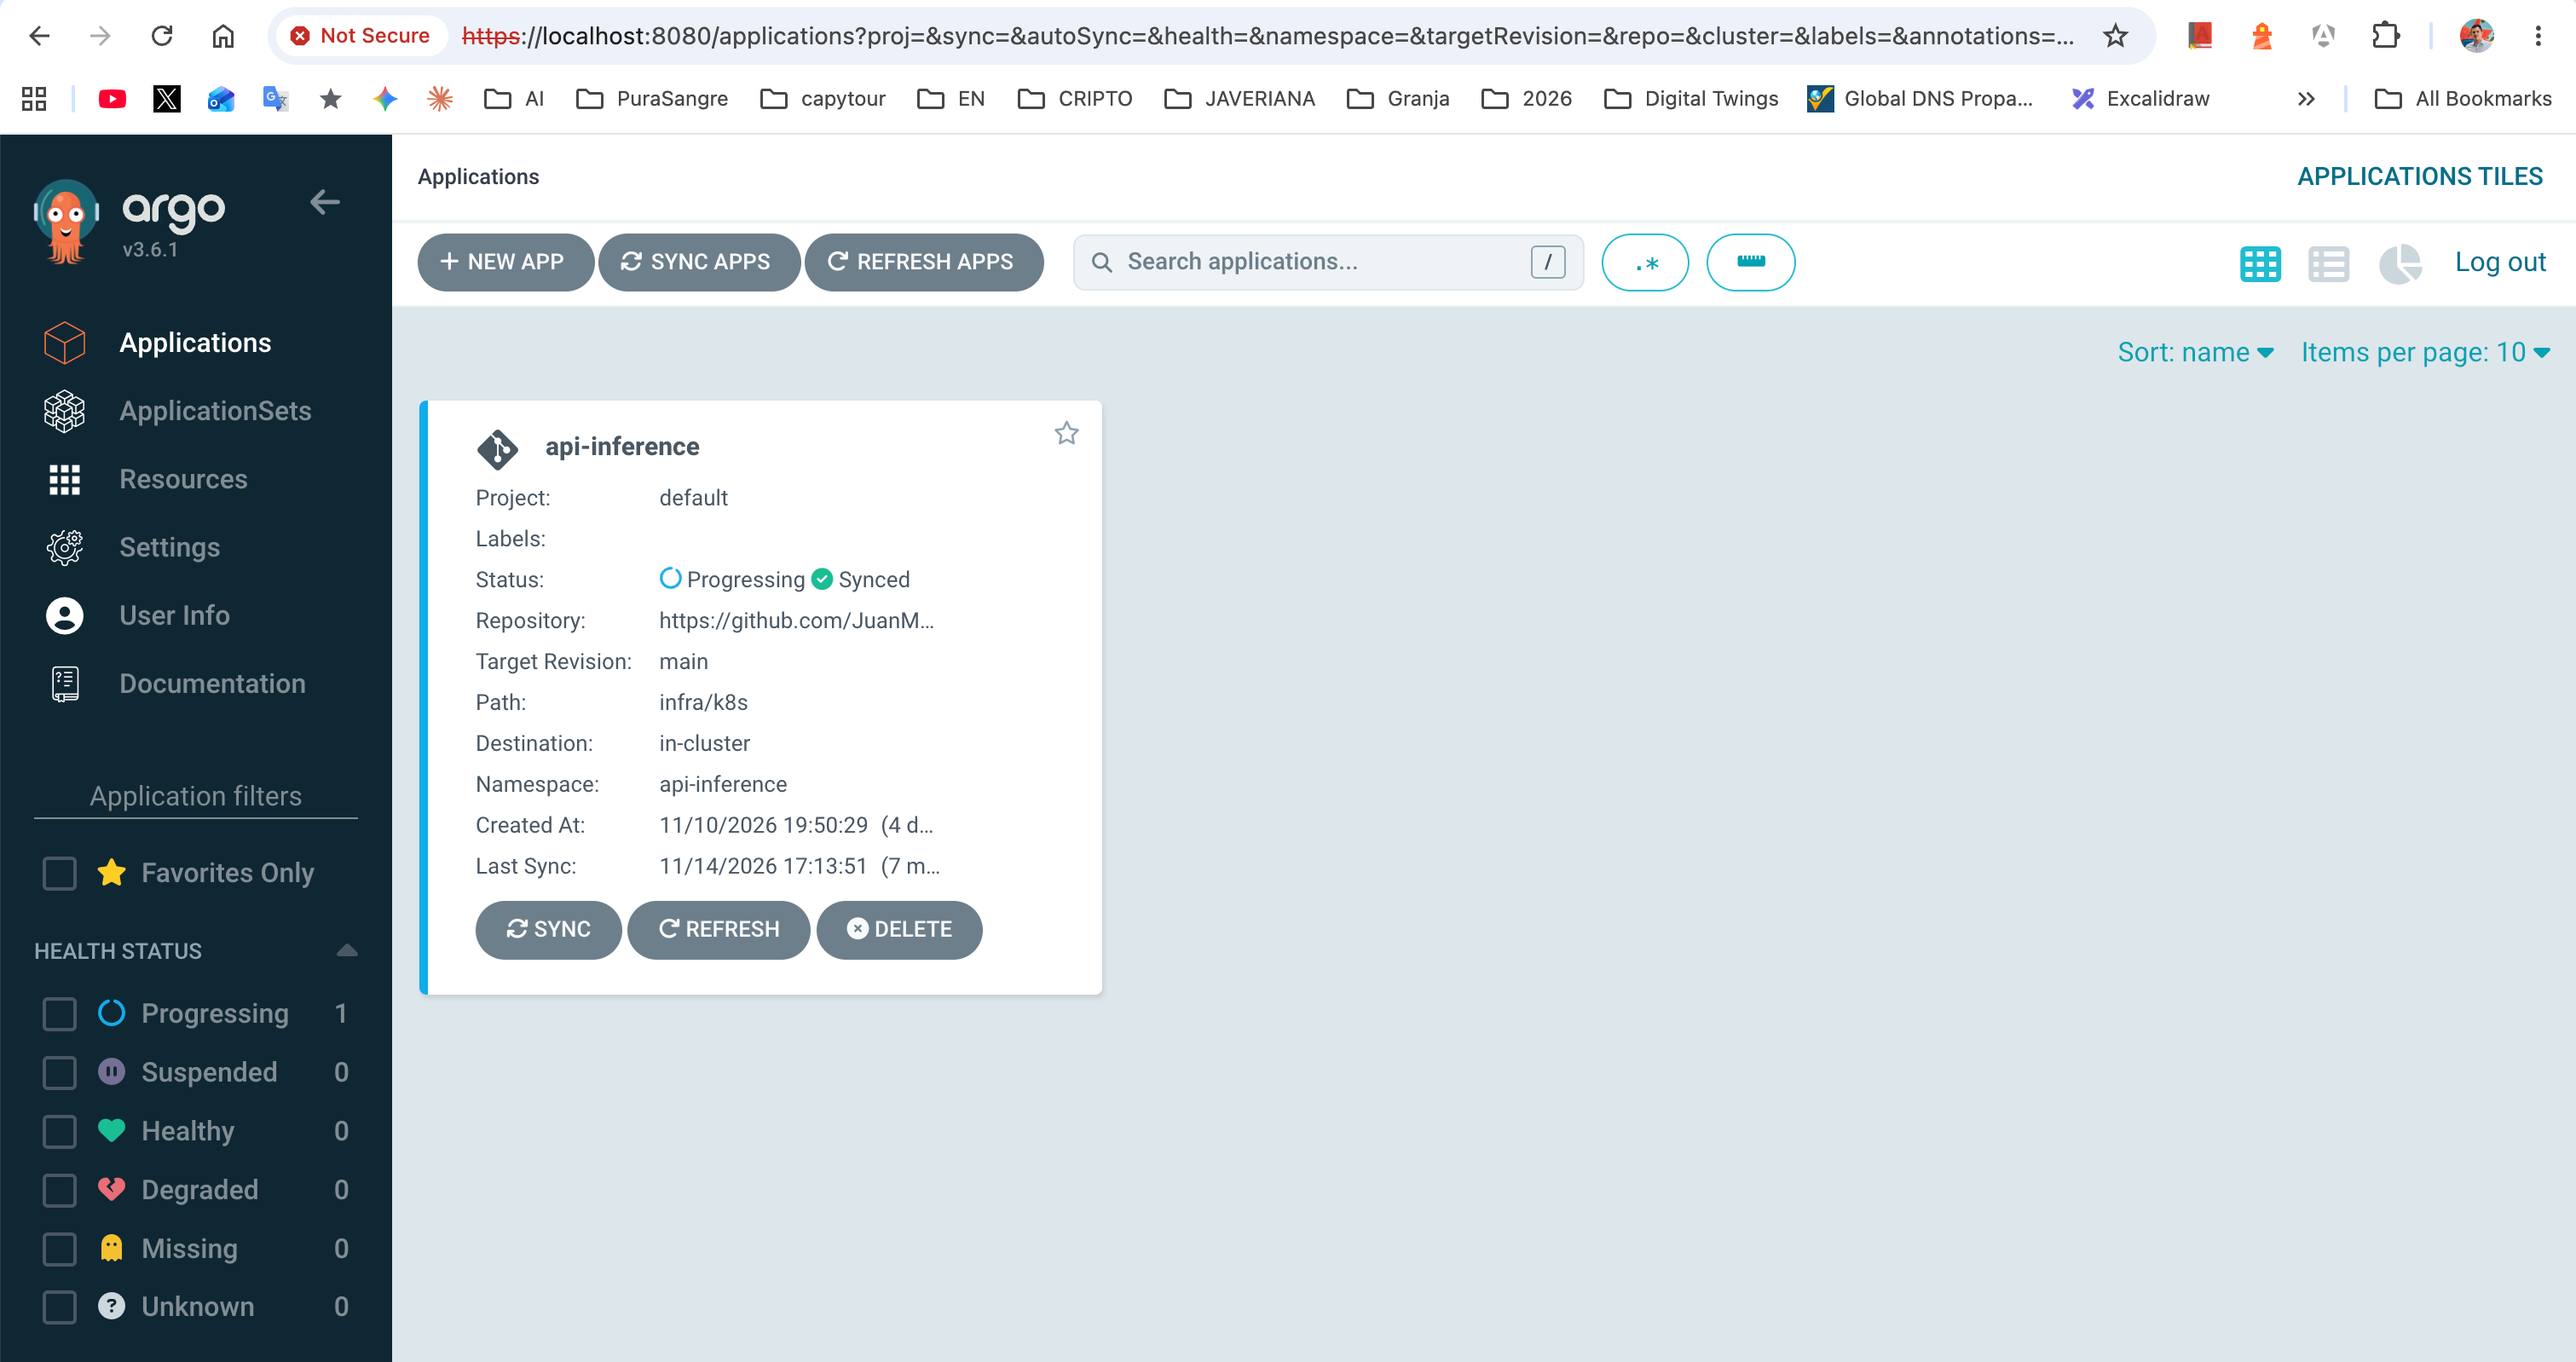 Not Secure https://localhost:8080/applications?proj=&sync=&autoSync=&health=&namespace=&targetRevision=&repo=&cluster=&labels=&annotations=...
AI PuraSangre capytour EN CRIPTO JAVERIANA Granja 2026 Digital Twings Global DNS Propa... Excalidraw All Bookmarks
argo
v3.6.1
Applications
ApplicationSets
Resources
Settings
User Info
Documentation
Application filters
Favorites Only
HEALTH STATUS
Progressing 1
Suspended 0
Healthy 0
Degraded 0
Missing 0
Unknown 0
Applications APPLICATIONS TILES
+ NEW APP SYNC APPS REFRESH APPS Search applications... / .* Log out
Sort: name Items per page: 10
api-inference
Project: default
Labels:
Status: Progressing Synced
Repository: https://github.com/JuanM...
Target Revision: main
Path: infra/k8s
Destination: in-cluster
Namespace: api-inference
Created At: 11/10/2026 19:50:29 (4 d...
Last Sync: 11/14/2026 17:13:51 (7 m...
SYNC REFRESH DELETE